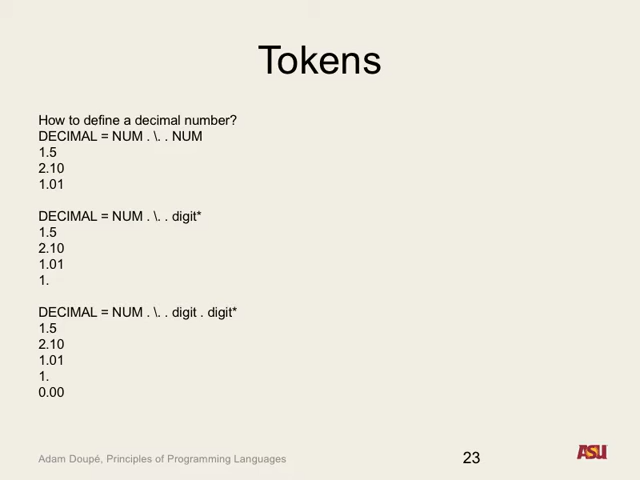 Tokens
How to define a decimal number?
DECIMAL = NUM . \. . NUM
1.5
2.10
1.01
DECIMAL = NUM . \. . digit*
1.5
2.10
1.01
1.
DECIMAL = NUM . \. . digit . digit*
1.5
2.10
1.01
1.
0.00
Adam Doupé, Principles of Programming Languages
23
ASU